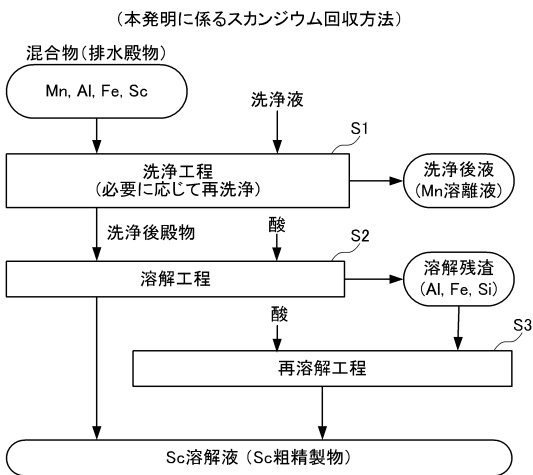 (本発明に係るスカンジウム回収方法)
混合物(排水殿物)
Mn, Al, Fe, Sc
洗浄液
S1
洗浄工程
(必要に応じて再洗浄)
洗浄後液
(Mn溶離液)
洗浄後殿物
酸
S2
溶解工程
溶解残渣
(Al, Fe, Si)
酸
S3
再溶解工程
Sc溶解液 (Sc粗精製物)